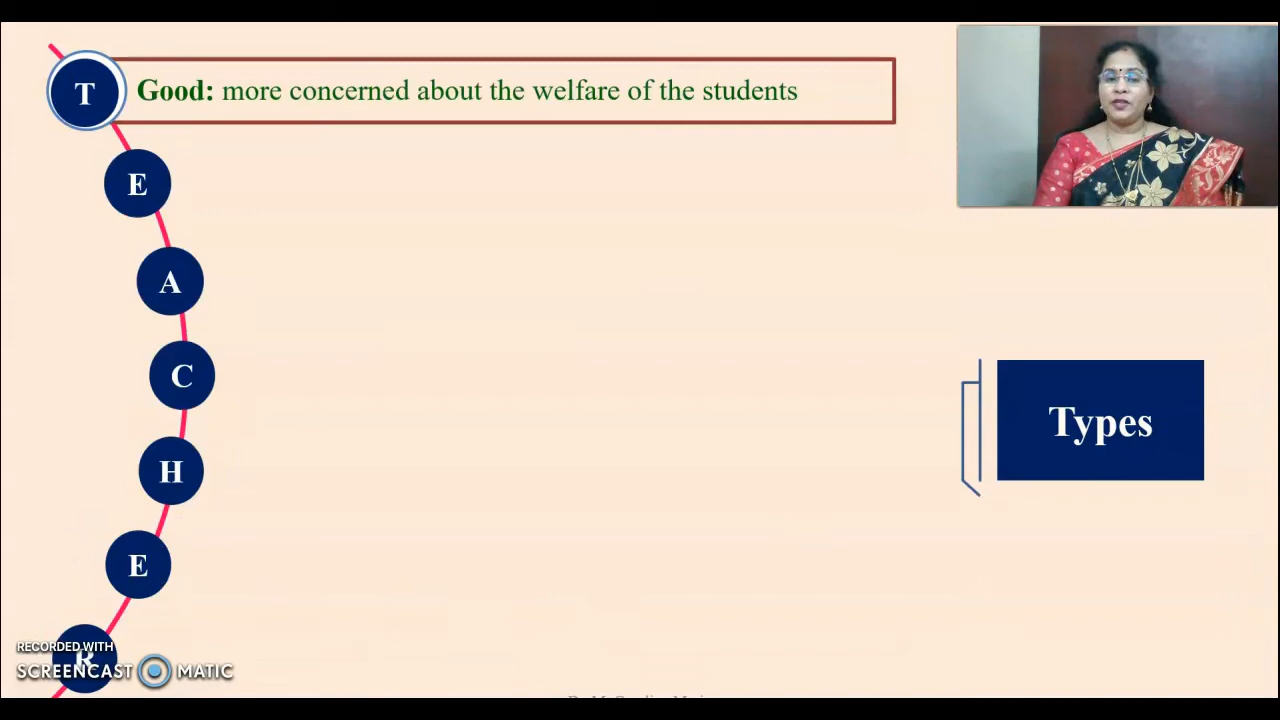 T
Good: more concerned about the welfare of the students
E
A
C
Types
H
E
R
RECORDED WITH
SCREENCAST MATIC